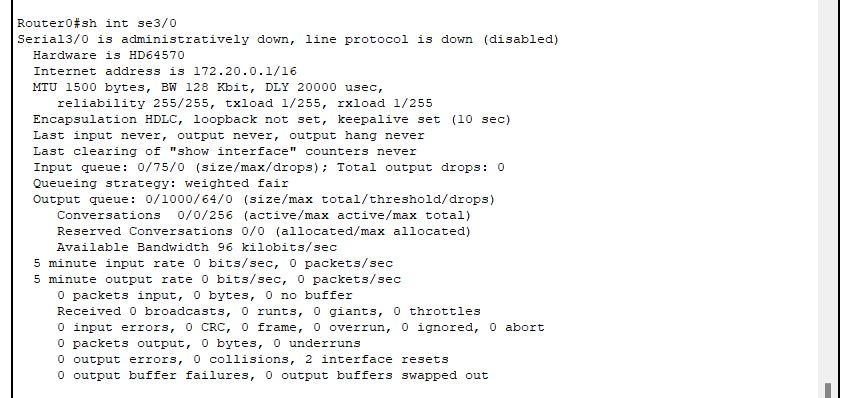 Router0#sh int se3/0
Serial3/0 is administratively down, line protocol is down (disabled)
Hardware is HD64570
Internet address is 172.20.0.1/16
MTU 1500 bytes, BW 128 Kbit, DLY 20000 usec,
reliability 255/255, txload 1/255, rxload 1/255
Encapsulation HDLC, loopback not set, keepalive set (10 sec)
Last input never, output never, output hang never
Last clearing of "show interface" counters never
Input queue: 0/75/0 (size/max/drops); Total output drops: 0
Queueing strategy: weighted fair
Output queue: 0/1000/64/0 (size/max total/threshold/drops)
Conversations 0/0/256 (active/max active/max total)
Reserved Conversations 0/0 (allocated/max allocated)
Available Bandwidth 96 kilobits/sec
5 minute input rate 0 bits/sec, 0 packets/sec
5 minute output rate 0 bits/sec, 0 packets/sec
0 packets input, 0 bytes, 0 no buffer
Received 0 broadcasts, 0 runts, 0 giants, 0 throttles
0 input errors, 0 CRC, 0 frame, 0 overrun, 0 ignored, 0 abort
0 packets output, 0 bytes, 0 underruns
0 output errors, 0 collisions, 2 interface resets
0 output buffer failures, 0 output buffers swapped out